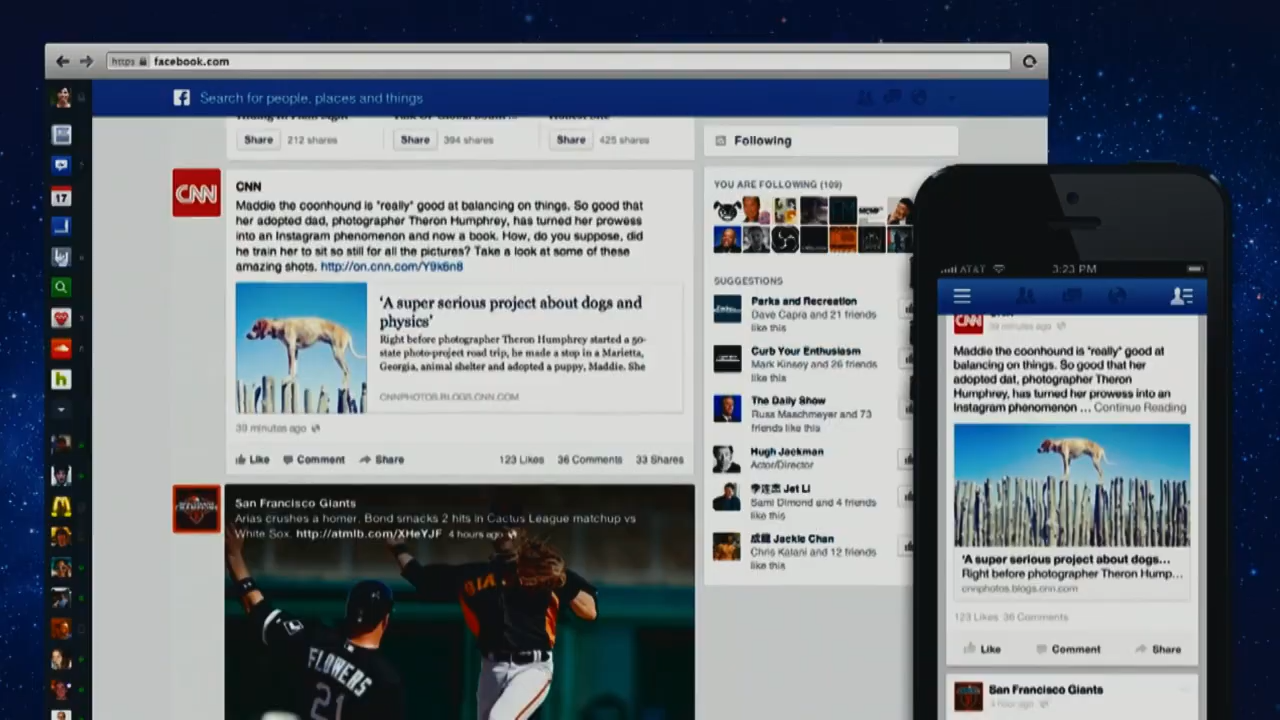 https facebook.com
Search for people, places and things
Share 212 shares
Share 394 shares
Share 425 shares
17
CNN
CNN
Maddie the coonhound is *really* good at balancing on things. So good that
her adopted dad, photographer Theron Humphrey, has turned her prowess
into an Instagram phenomenon and now a book. How, do you suppose, did
he train her to sit so still for all the pictures? Take a look at some of these
amazing shots. http://on.cnn.com/Y9k6n8
'A super serious project about dogs and
physics'
Right before photographer Theron Humphrey started a 50-
state photo-project road trip, he made a stop in a Marietta,
Georgia, animal shelter and adopted a puppy, Maddie. She
CNNPHOTOS.BLOGS.CNN.COM
39 minutes ago
Like Comment Share 123 Likes 36 Comments 33 Shares
San Francisco Giants
Arias crushes a homer, Bond smacks 2 hits in Cactus League matchup vs
White Sox. http://atmlb.com/XHeYJF 4 hours ago
FLOWERS
21
Following
YOU ARE FOLLOWING (109)
SUGGESTIONS
Parks and Recreation
Dave Capra and 21 friends
like this
Curb Your Enthusiasm
Mark Kinsey and 26 friends
like this
The Daily Show
Russ Maschmeyer and 73
friends like this
Hugh Jackman
Actor/Director
李连杰 Jet Li
Sami Dimond and 4 friends
like this
成龍 Jackie Chan
Chris Kalani and 12 friends
like this
AT&T 3:23 PM
CNN
39 minutes ago
Maddie the coonhound is *really* good at
balancing on things. So good that her
adopted dat, photographer Theron
Humphrey, has turned her prowess into an
Instagram phenomenon ... Continue Reading
'A super serious project about dogs...
Right before photographer Theron Hump...
cnnphotos.blogs.cnn.com
123 Likes 36 Comments
Like Comment Share
San Francisco Giants